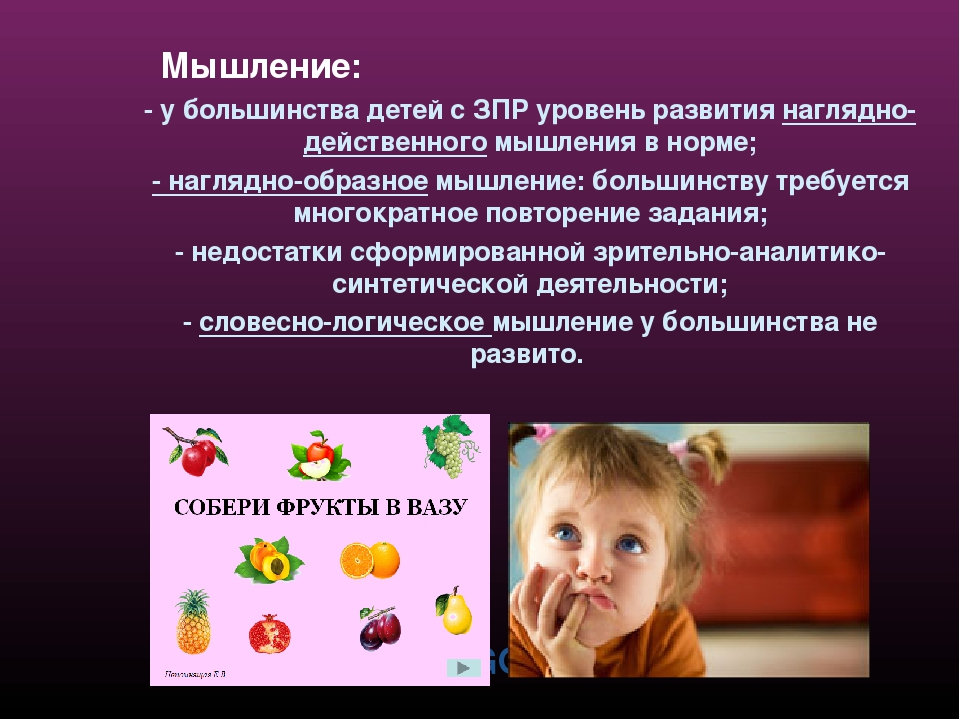 Мышление:
- у большинства детей с ЗПР уровень развития наглядно-
действенного мышления в норме;
- наглядно-образное мышление: большинству требуется
многократное повторение задания;
- недостатки сформированной зрительно-аналитико-
синтетической деятельности;
- словесно-логическое мышление у большинства не
развито.
СОБЕРИ ФРУКТЫ В ВАЗУ